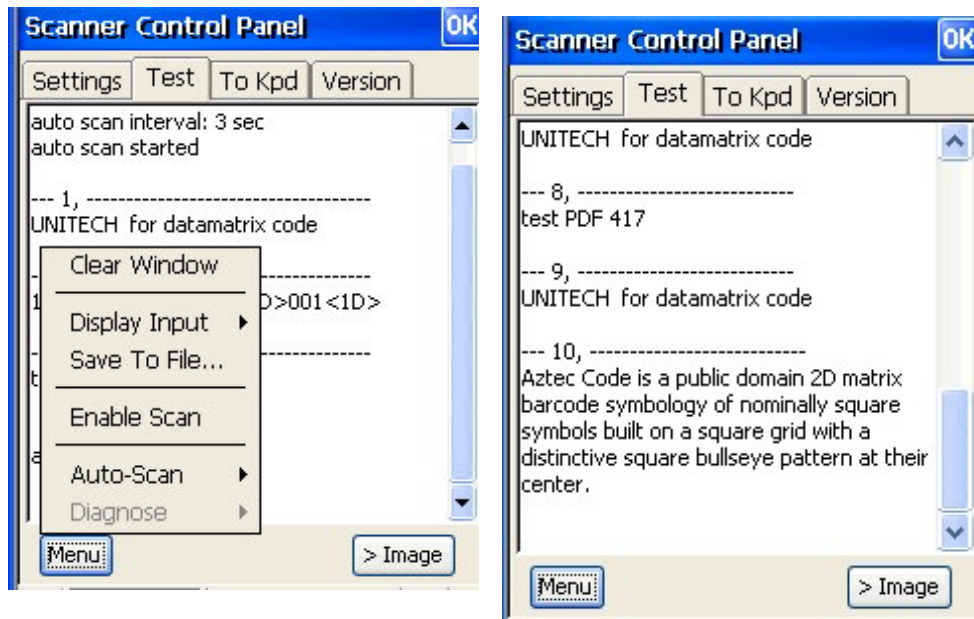 Scanner Control Panel
OK
Settings Test To Kpd Version
auto scan interval: 3 sec
auto scan started
--- 1, -----------------------------------
UNITECH for datamatrix code
Clear Window
D>001<1D>
Display Input
Save To File...
Enable Scan
Auto-Scan
Diagnose
Menu
> Image
Scanner Control Panel
OK
Settings Test To Kpd Version
UNITECH for datamatrix code
--- 8, --------------------------
test PDF 417
--- 9, --------------------------
UNITECH for datamatrix code
--- 10, --------------------------
Aztec Code is a public domain 2D matrix
barcode symbology of nominally square
symbols built on a square grid with a
distinctive square bullseye pattern at their
center.
Menu
> Image